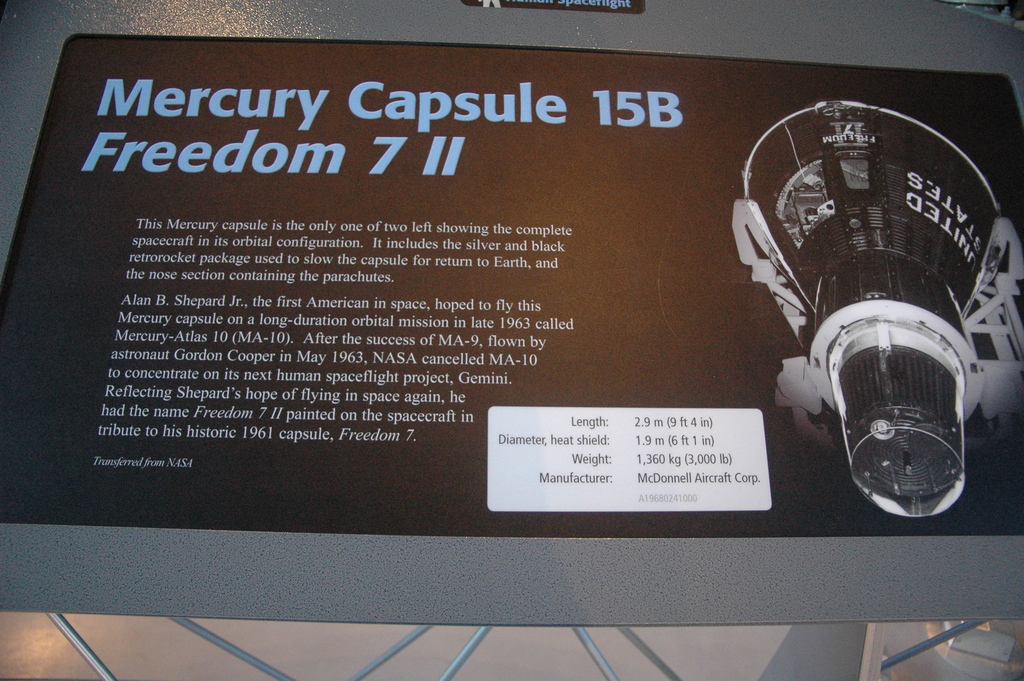 Human Spaceflight
Mercury Capsule 15B
Freedom 7 II
This Mercury capsule is the only one of two left showing the complete
spacecraft in its orbital configuration. It includes the silver and black
retrorocket package used to slow the capsule for return to Earth, and
the nose section containing the parachutes.
Alan B. Shepard Jr., the first American in space, hoped to fly this
Mercury capsule on a long-duration orbital mission in late 1963 called
Mercury-Atlas 10 (MA-10). After the success of MA-9, flown by
astronaut Gordon Cooper in May 1963, NASA cancelled MA-10
to concentrate on its next human spaceflight project, Gemini.
Reflecting Shepard's hope of flying in space again, he
had the name Freedom 7 II painted on the spacecraft in
tribute to his historic 1961 capsule, Freedom 7.
Transferred from NASA
Length: 2.9 m (9 ft 4 in)
Diameter, heat shield: 1.9 m (6 ft 1 in)
Weight: 1,360 kg (3,000 lb)
Manufacturer: McDonnell Aircraft Corp.
A19680241000
FREEDOM
7
UNITED
STATES